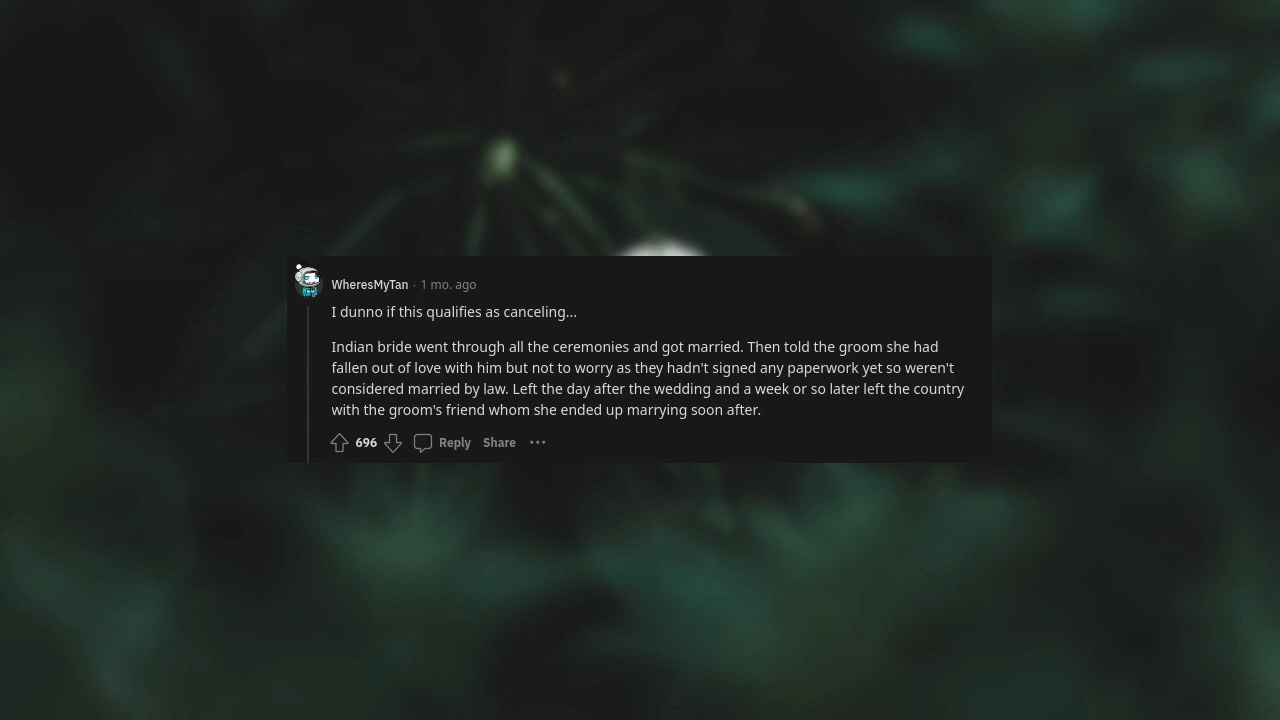 WheresMyTan · 1 mo. ago
I dunno if this qualifies as canceling...
Indian bride went through all the ceremonies and got married. Then told the groom she had
fallen out of love with him but not to worry as they hadn't signed any paperwork yet so weren't
considered married by law. Left the day after the wedding and a week or so later left the country
with the groom's friend whom she ended up marrying soon after.
696 Reply Share ···